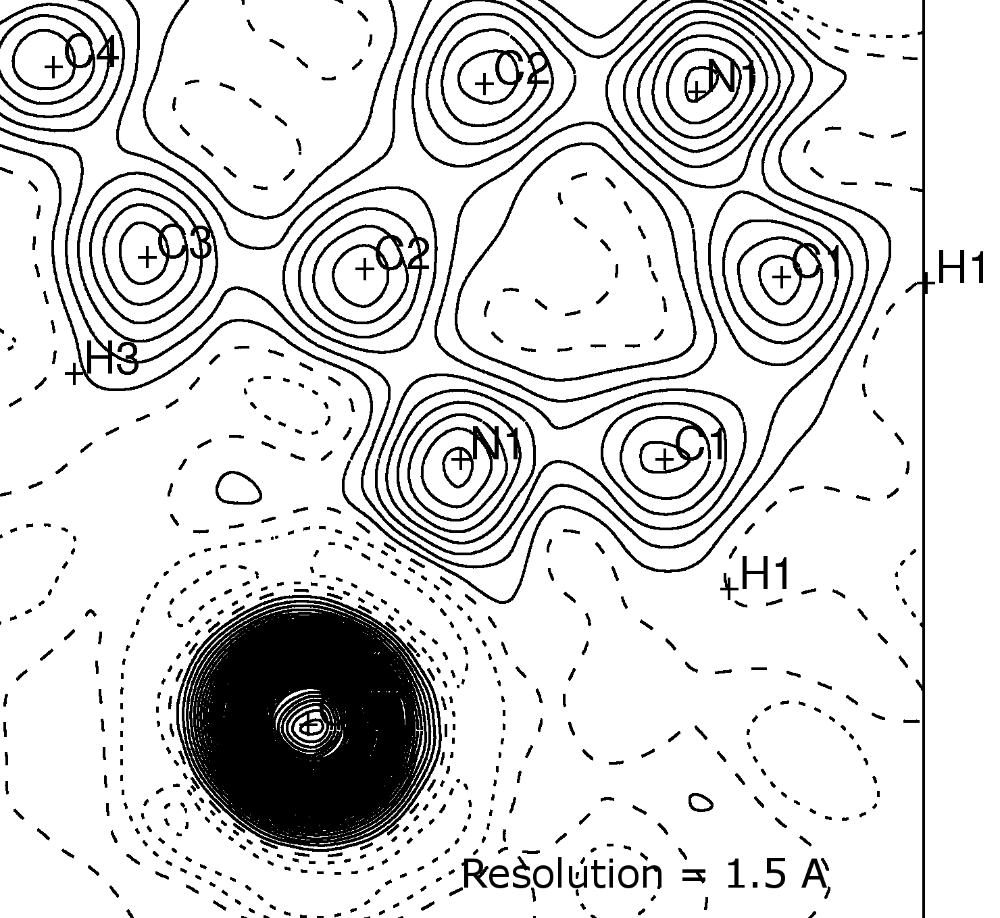 C4
C2
N1
C3
C2
C1
H1
H3
N1
C1
H1
Resolution = 1.5 A